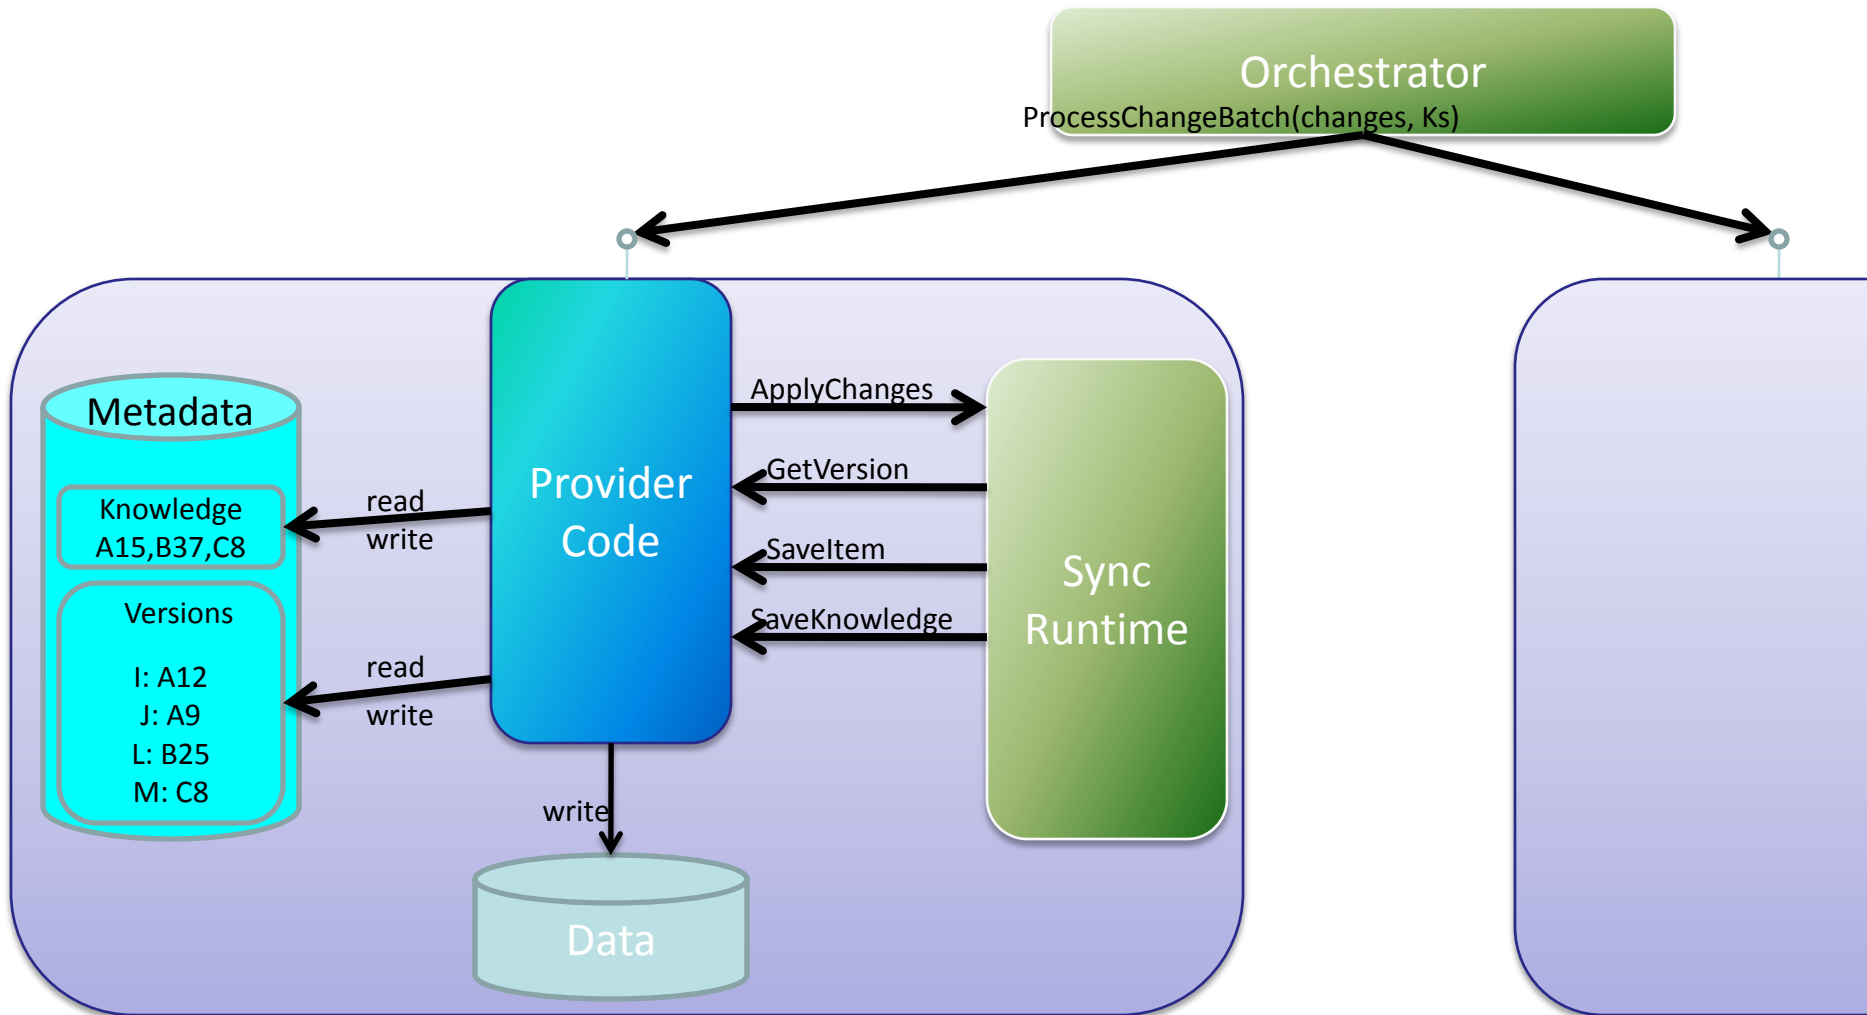 Orchestrator
ProcessChangeBatch(changes, Ks)
Metadata
Knowledge
A15,B37,C8
Versions
I: A12
J: A9
L: B25
M: C8
read
write
read
write
Provider
Code
write
Data
ApplyChanges
GetVersion
SaveItem
SaveKnowledge
Sync
Runtime